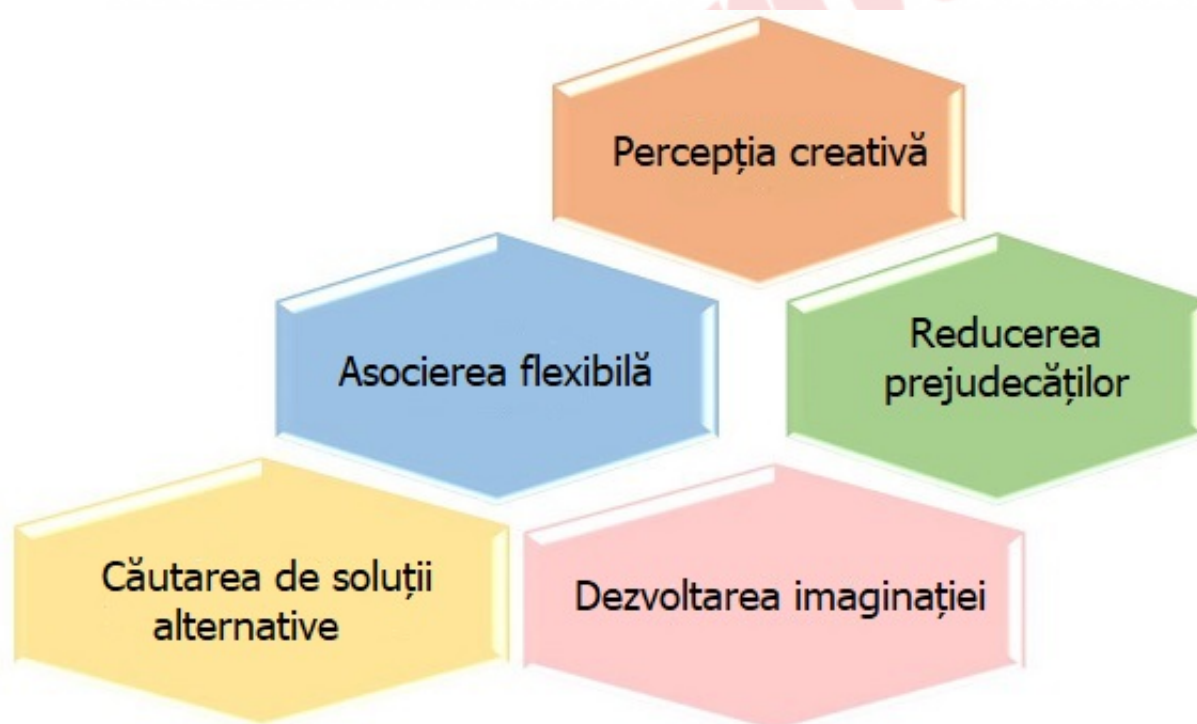 Percepția creativă
Asocierea flexibilă
Reducerea
prejudecăților
Căutarea de soluții
alternative
Dezvoltarea imaginației